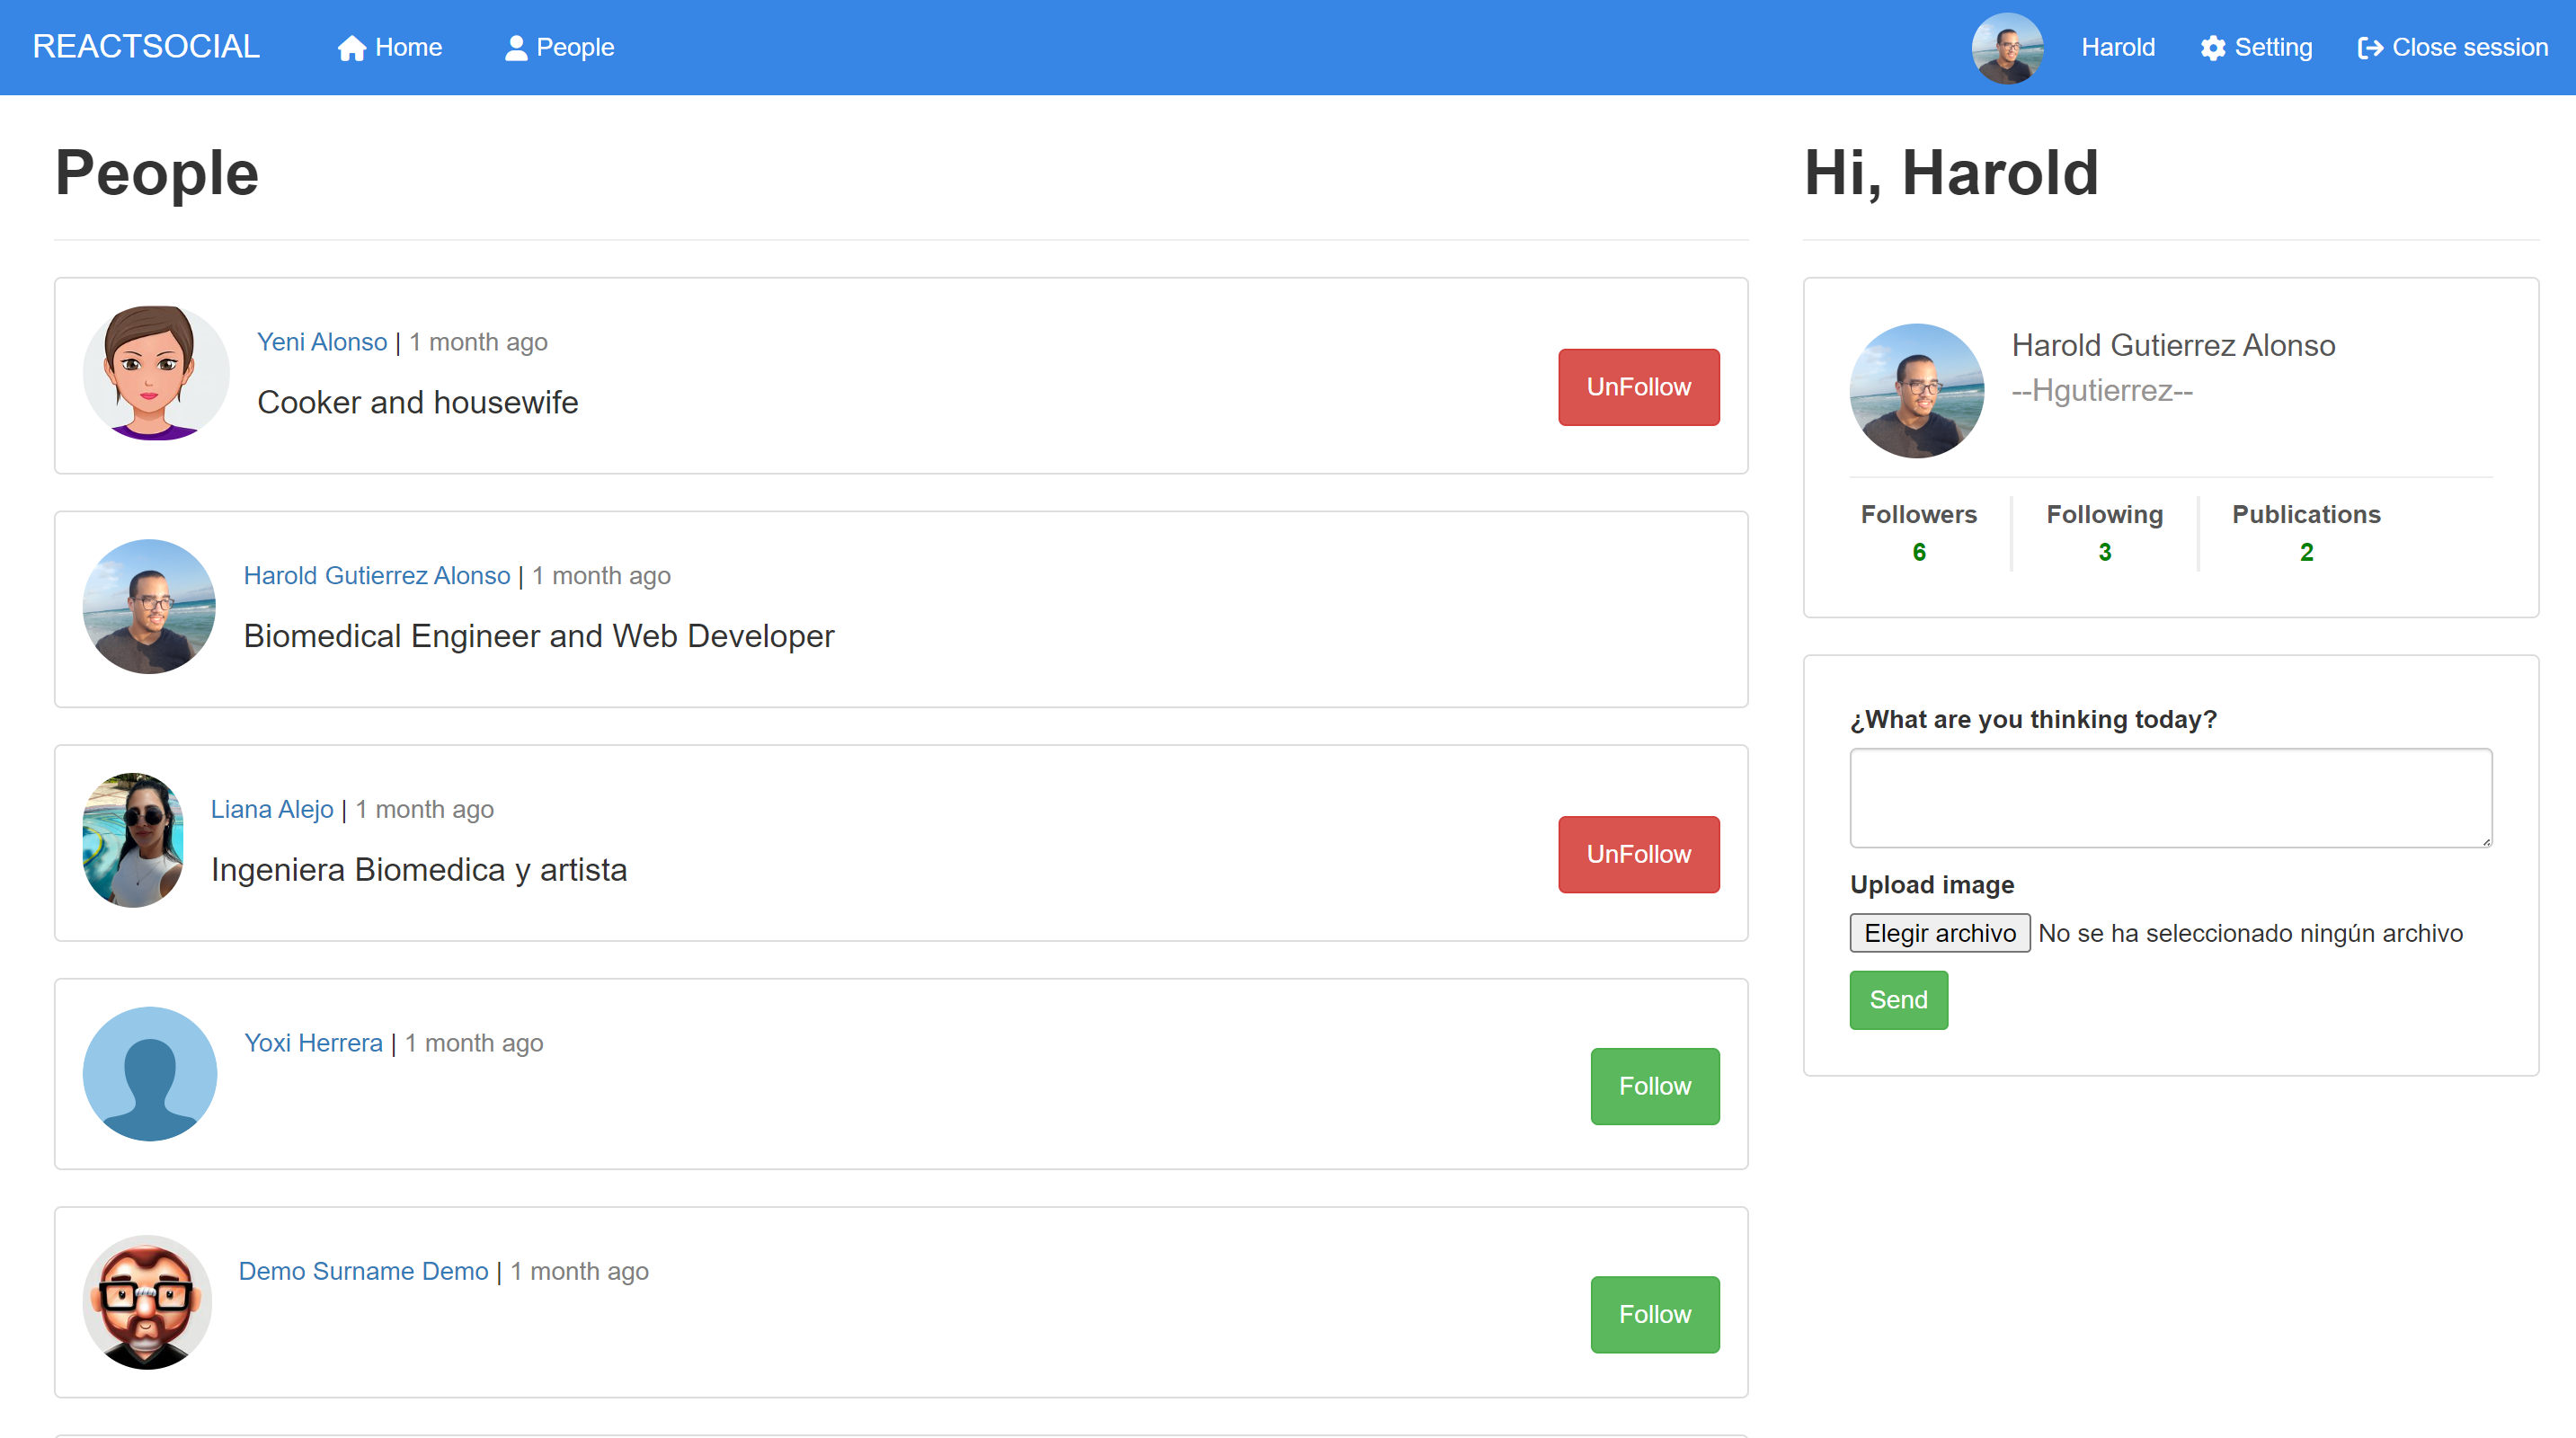 REACTSOCIAL Home People Harold Setting Close session
People
Yeni Alonso | 1 month ago
Cooker and housewife
UnFollow
Harold Gutierrez Alonso | 1 month ago
Biomedical Engineer and Web Developer
Liana Alejo | 1 month ago
Ingeniera Biomedica y artista
UnFollow
Yoxi Herrera | 1 month ago
Follow
Demo Surname Demo | 1 month ago
Follow
Hi, Harold
Harold Gutierrez Alonso
--Hgutierrez--
Followers Following Publications
6 3 2
¿What are you thinking today?
Upload image
Elegir archivo No se ha seleccionado ningún archivo
Send